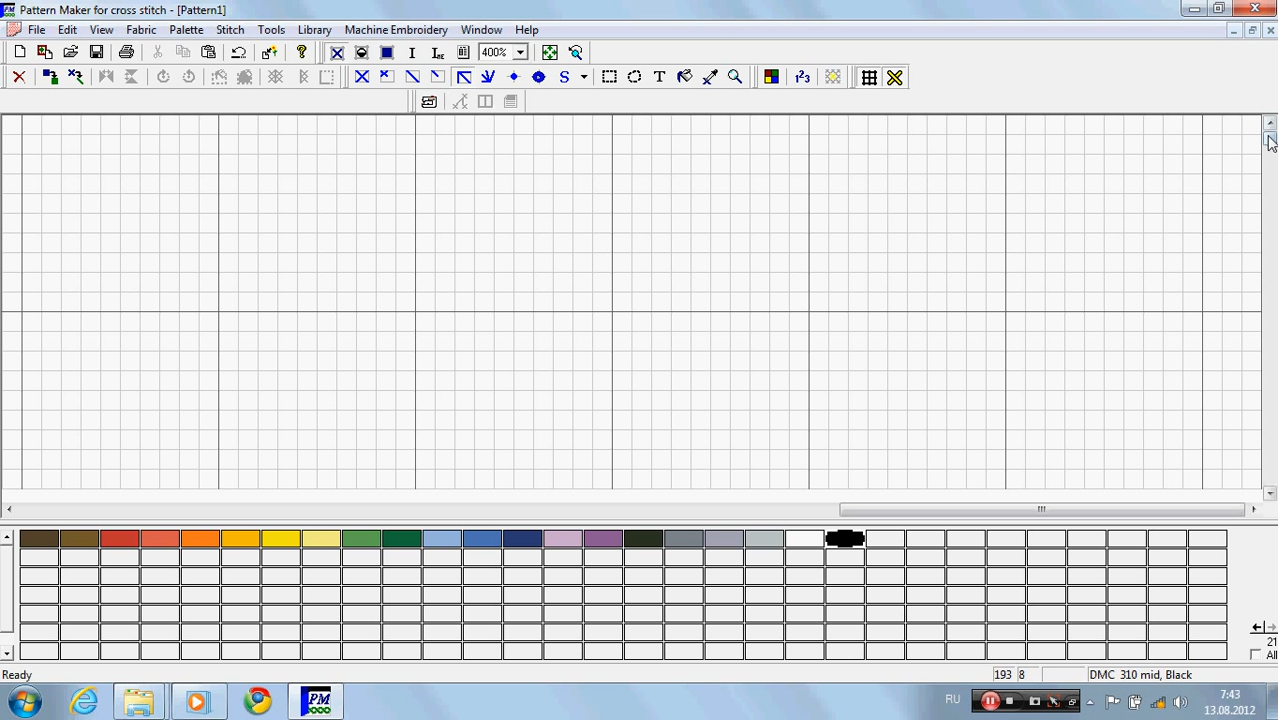 Pattern Maker for cross stitch - [Pattern1]
File Edit View Fabric Palette Stitch Tools Library Machine Embroidery Window Help
400%
21
All
Ready 193 8 DMC 310 mid, Black
RU 7:43
13.08.2012